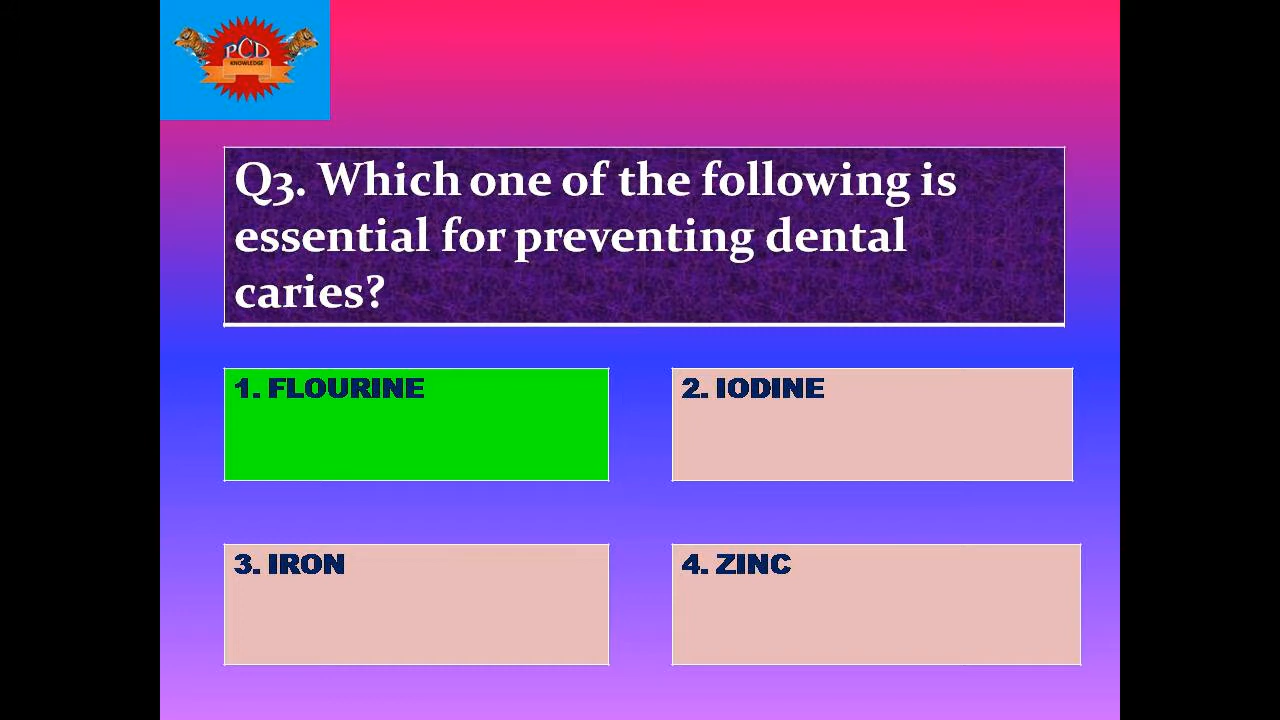 PCD
KNOWLEDGE
Q3. Which one of the following is
essential for preventing dental
caries?
1. FLOURINE
2. IODINE
3. IRON
4. ZINC